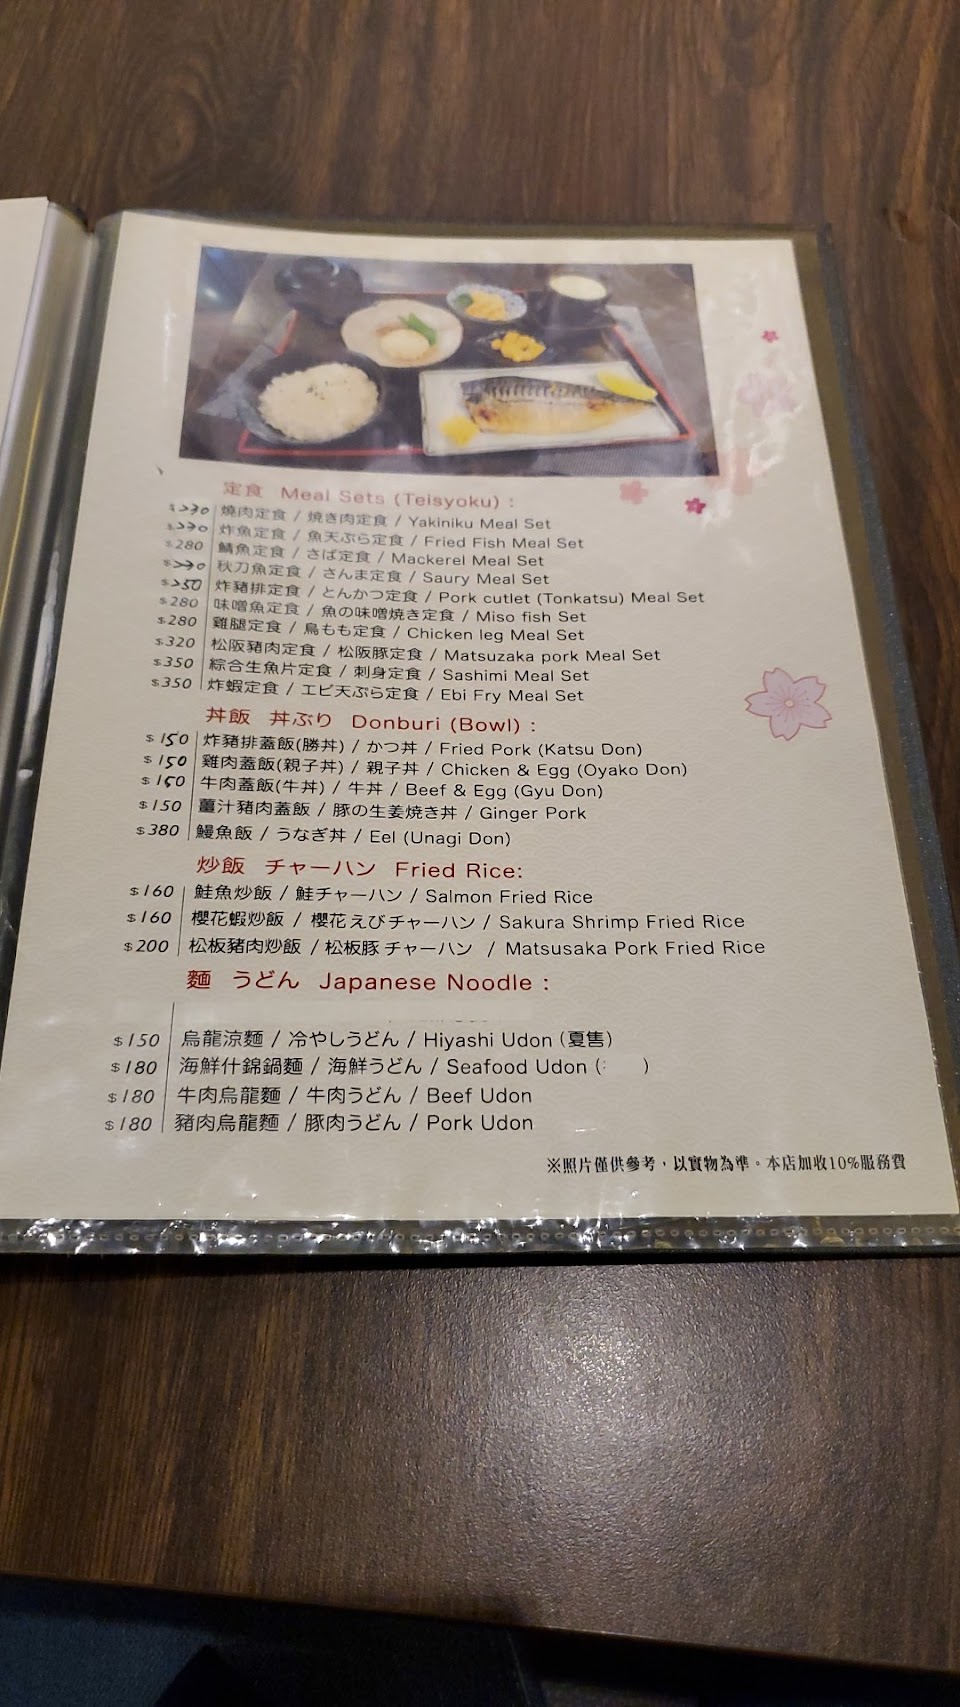 定食 Meal Sets (Teisyoku) :
燒肉定食 / 焼き肉定食 / Yakiniku Meal Set
炸魚定食 / 魚天ぷら定食 / Fried Fish Meal Set
$280 鯖魚定食 / さば定食 / Mackerel Meal Set
秋刀魚定食 / さんま定食 / Saury Meal Set
$250 炸豬排定食 / とんかつ定食 / Pork cutlet (Tonkatsu) Meal Set
$280 味噌魚定食 / 魚の味噌焼き定食 / Miso fish Set
$280 雞腿定食 / 鳥もも定食 / Chicken leg Meal Set
$320 松阪豬肉定食 / 松阪豚定食 / Matsuzaka pork Meal Set
$350 綜合生魚片定食 / 刺身定食 / Sashimi Meal Set
$350 炸蝦定食 / エビ天ぷら定食 / Ebi Fry Meal Set
丼飯 丼ぶり Donburi (Bowl) :
$150 炸豬排蓋飯(勝丼) / かつ丼 / Fried Pork (Katsu Don)
$150 雞肉蓋飯(親子丼) / 親子丼 / Chicken & Egg (Oyako Don)
$150 牛肉蓋飯(牛丼) / 牛丼 / Beef & Egg (Gyu Don)
$150 薑汁豬肉蓋飯 / 豚の生姜焼き丼 / Ginger Pork
$380 鰻魚飯 / うなぎ丼 / Eel (Unagi Don)
炒飯 チャーハン Fried Rice:
$160 鮭魚炒飯 / 鮭チャーハン / Salmon Fried Rice
$160 櫻花蝦炒飯 / 櫻花えびチャーハン / Sakura Shrimp Fried Rice
$200 松板豬肉炒飯 / 松板豚チャーハン / Matsusaka Pork Fried Rice
麵 うどん Japanese Noodle :
$150 烏龍涼麵 / 冷やしうどん / Hiyashi Udon (夏售)
$180 海鮮什錦鍋麵 / 海鮮うどん / Seafood Udon ( )
$180 牛肉烏龍麵 / 牛肉うどん / Beef Udon
$180 豬肉烏龍麵 / 豚肉うどん / Pork Udon
※照片僅供參考，以實物為準。本店加收10%服務費